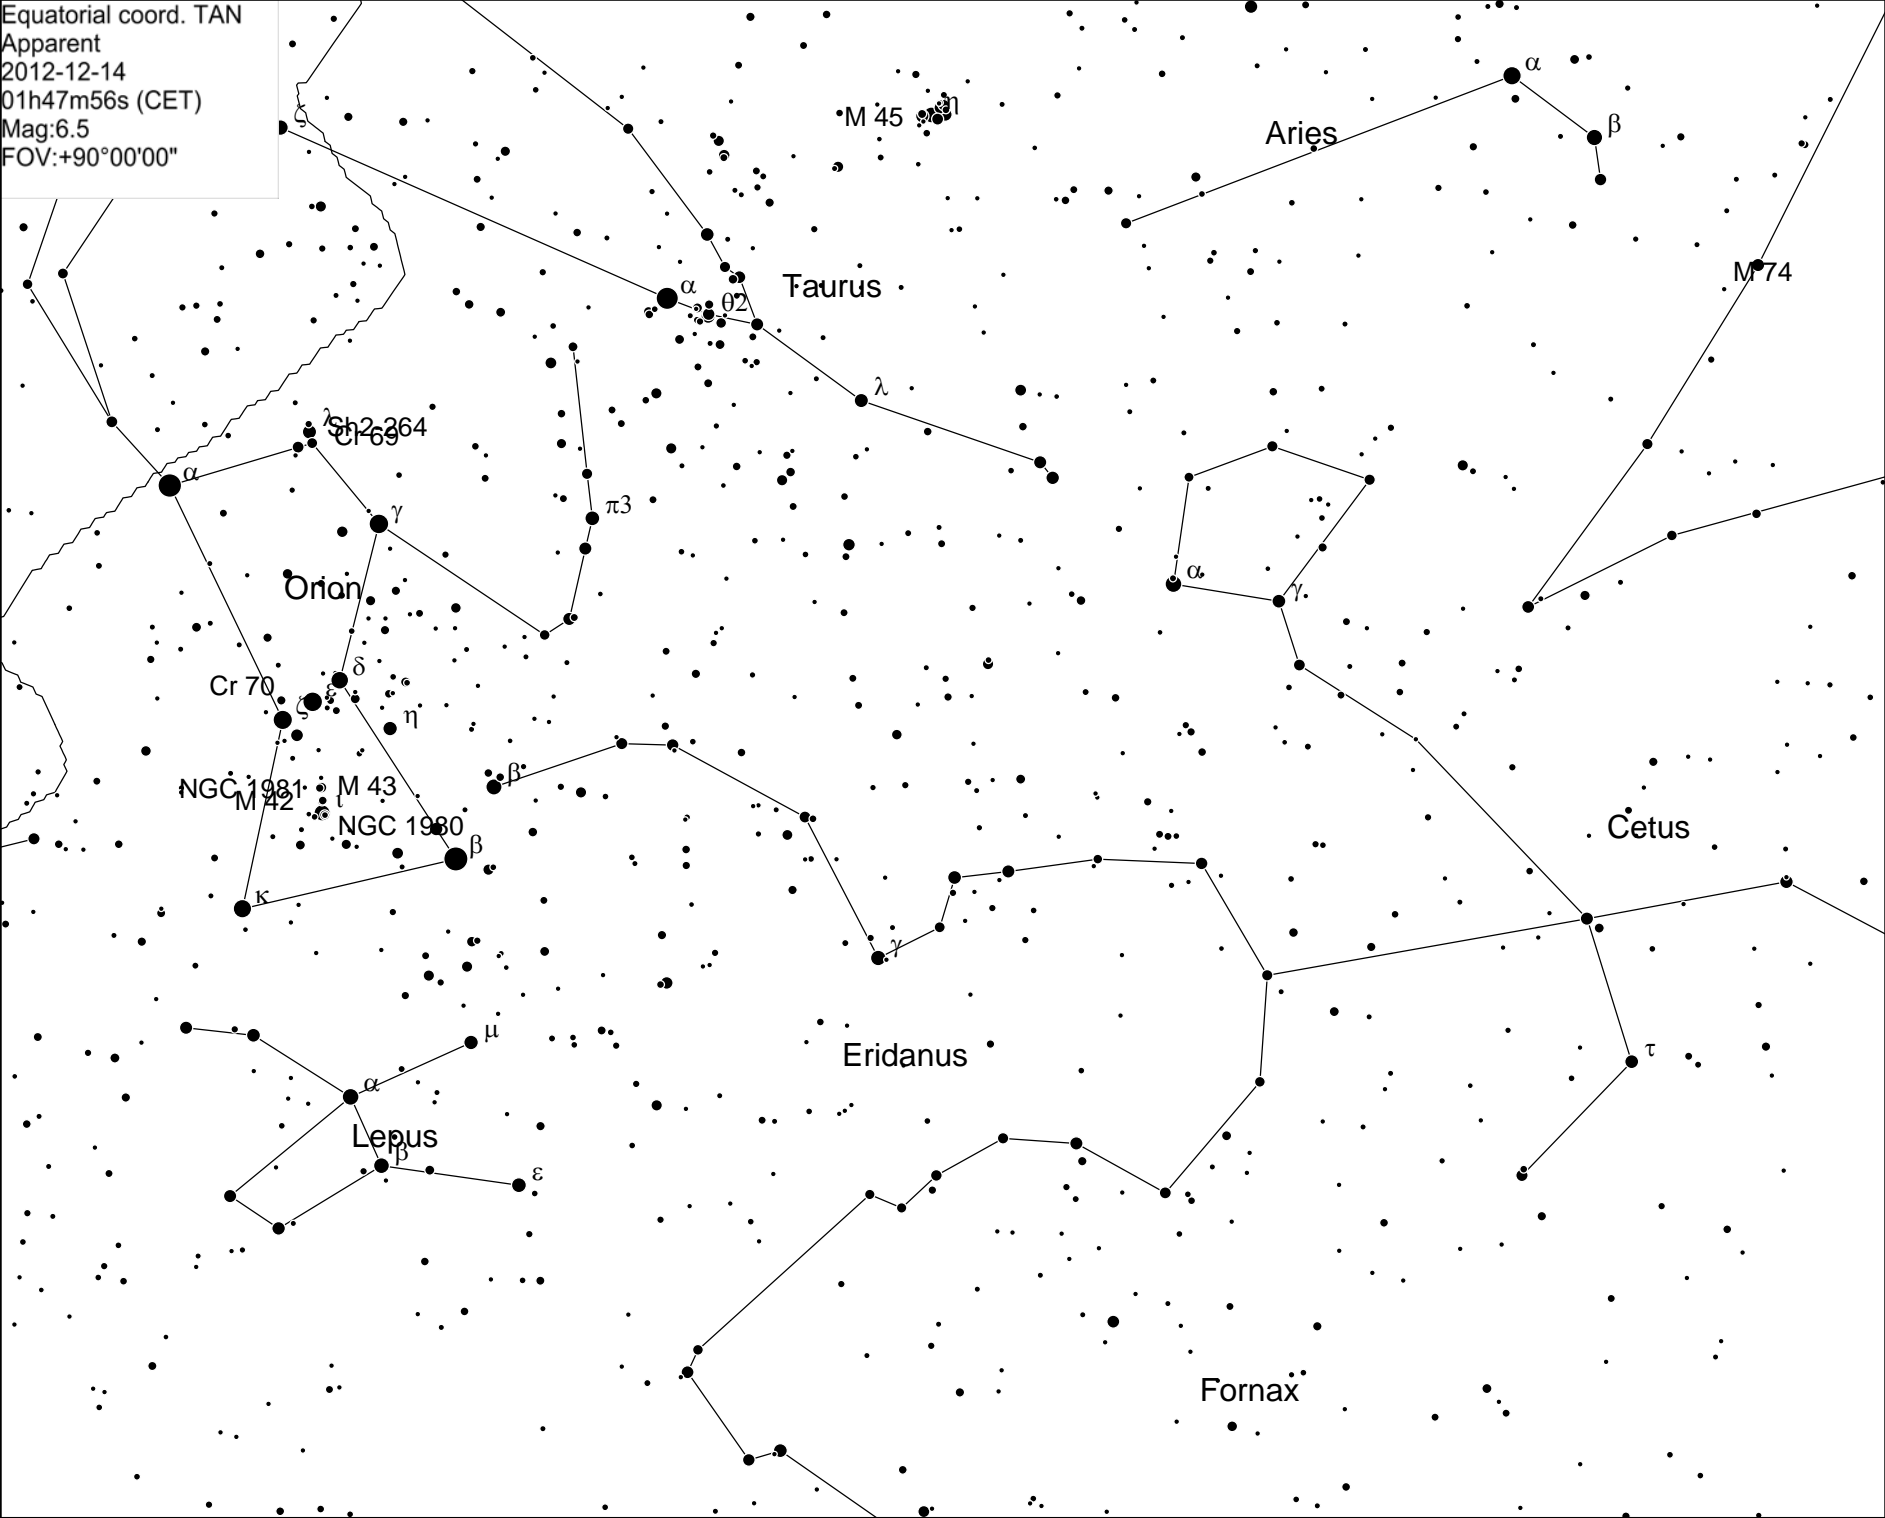 Equatorial coord. TAN
Apparent
2012-12-14
01h47m56s (CET)
Mag:6.5
FOV:+90°00'00"
α
ζ
M 45 η
β
Aries
M 74
α
Taurus
θ2
λ
λ
Sh2-264
Cr 69
α
π3
γ
α
Orion
γ
δ
Cr 70
ε
ζ
η
β
NGC 1981
M 43
M 42
ι
NGC 1980
Cetus
β
κ
γ
μ
τ
Eridanus
α
Lepus
β
ε
Fornax